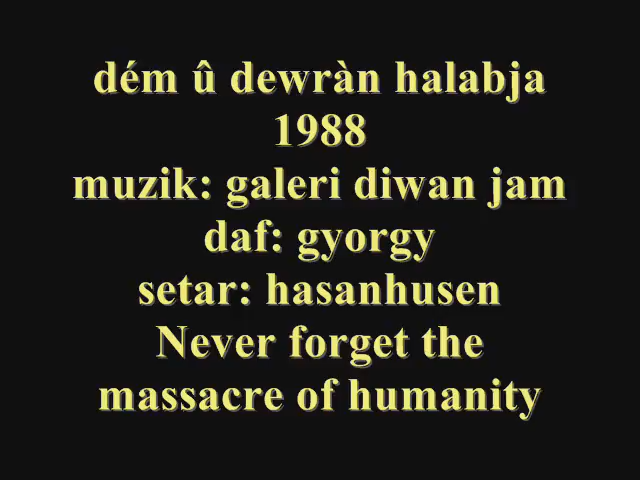 dém û dewràn halabja
1988
muzik: galeri diwan jam
daf: gyorgy
setar: hasanhusen
Never forget the
massacre of humanity